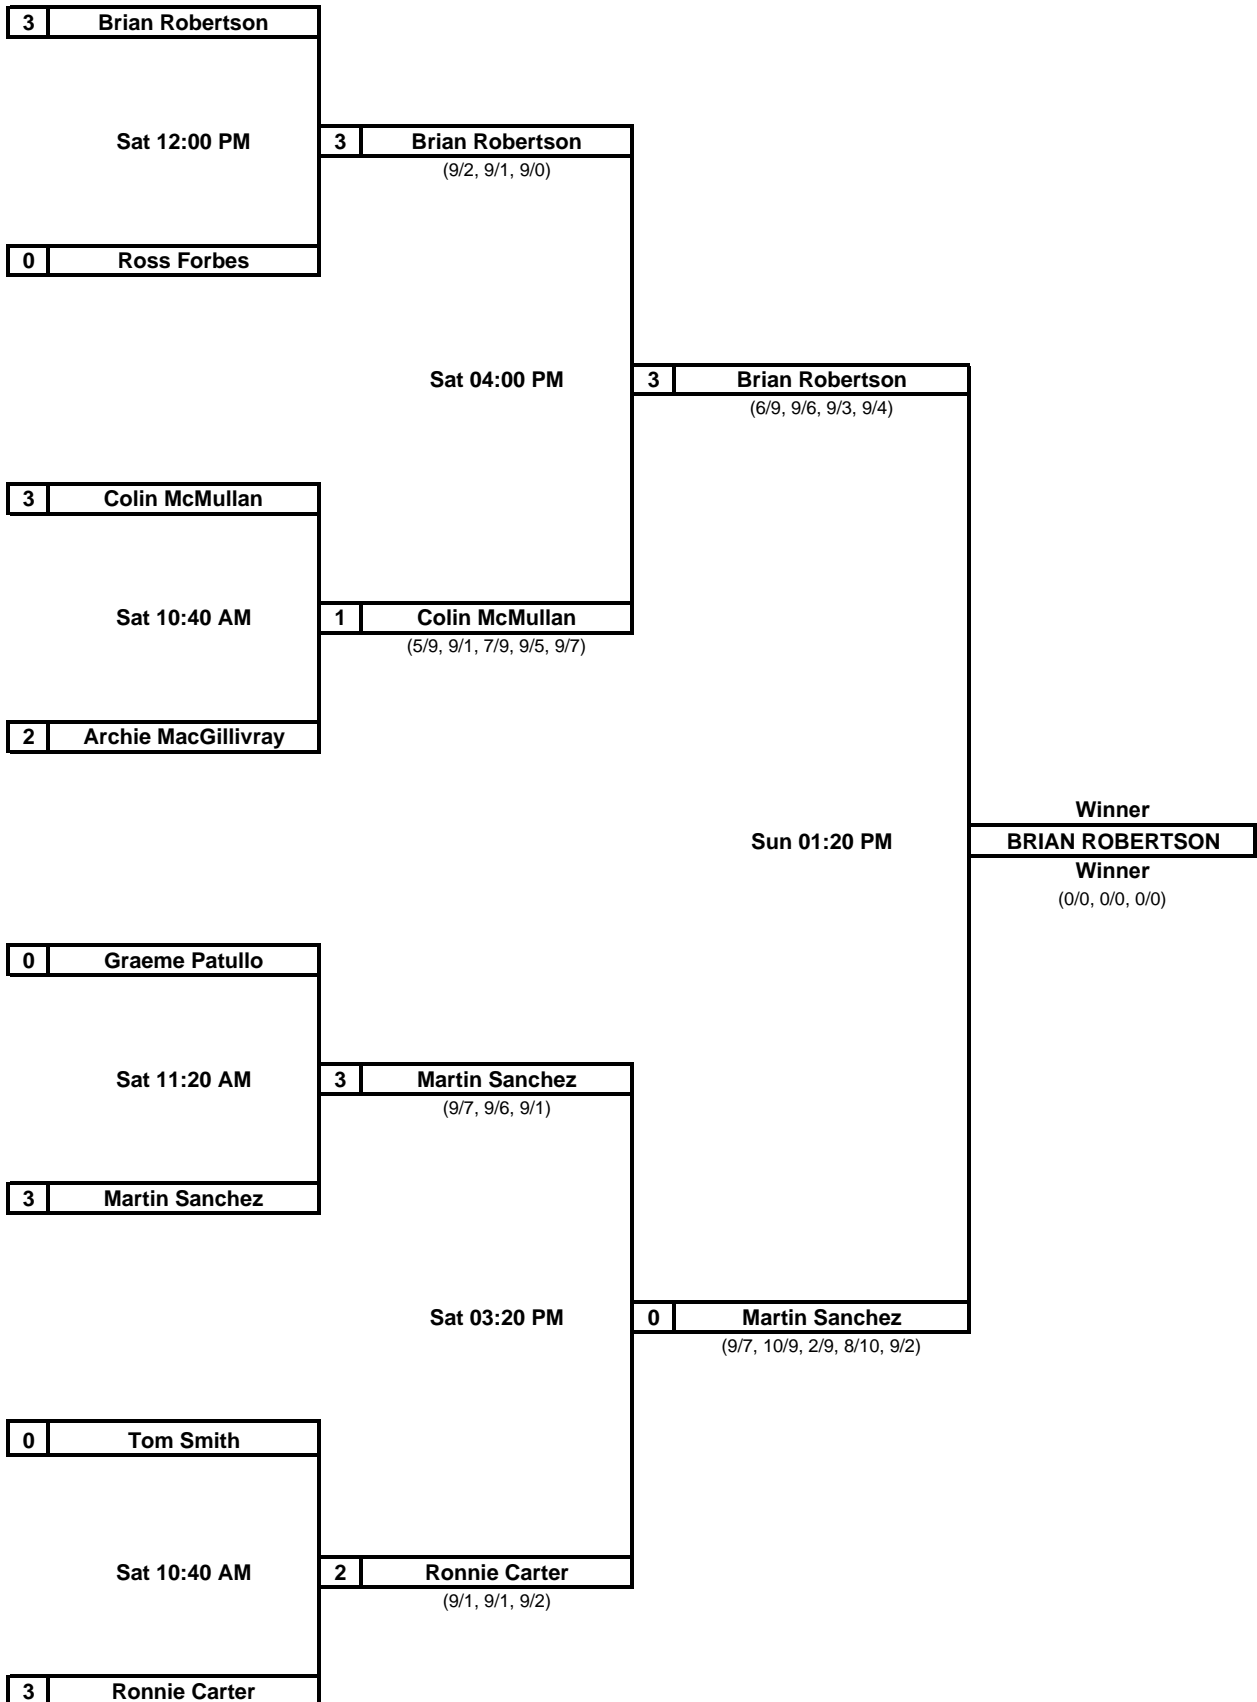 3 Brian Robertson
Sat 12:00 PM 3 Brian Robertson
(9/2, 9/1, 9/0)
0 Ross Forbes
Sat 04:00 PM 3 Brian Robertson
(6/9, 9/6, 9/3, 9/4)
3 Colin McMullan
Sat 10:40 AM 1 Colin McMullan
(5/9, 9/1, 7/9, 9/5, 9/7)
2 Archie MacGillivray
Winner
Sun 01:20 PM BRIAN ROBERTSON
Winner
(0/0, 0/0, 0/0)
0 Graeme Patullo
Sat 11:20 AM 3 Martin Sanchez
(9/7, 9/6, 9/1)
3 Martin Sanchez
Sat 03:20 PM 0 Martin Sanchez
(9/7, 10/9, 2/9, 8/10, 9/2)
0 Tom Smith
Sat 10:40 AM 2 Ronnie Carter
(9/1, 9/1, 9/2)
3 Ronnie Carter